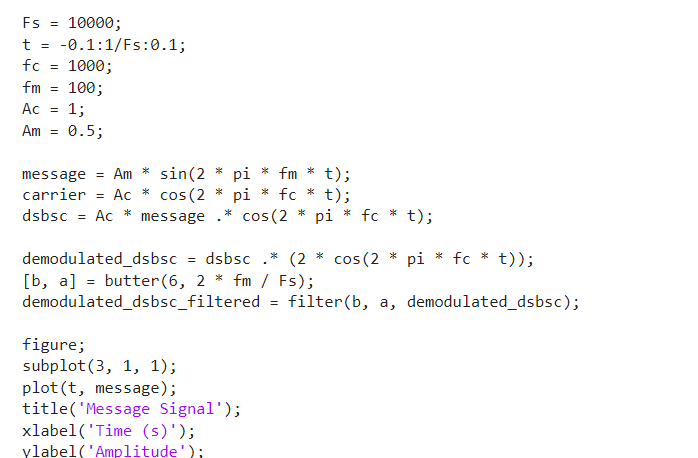 Fs = 10000;
t = -0.1:1/Fs:0.1;
fc = 1000;
fm = 100;
Ac = 1;
Am = 0.5;
message = Am * sin(2 * pi * fm * t);
carrier = Ac * cos(2 * pi * fc * t);
dsbsc = Ac * message .* cos(2 * pi * fc * t);
demodulated_dsbsc = dsbsc .* (2 * cos(2 * pi * fc * t));
[b, a] = butter(6, 2 * fm / Fs);
demodulated_dsbsc_filtered = filter(b, a, demodulated_dsbsc);
figure;
subplot(3, 1, 1);
plot(t, message);
title('Message Signal');
xlabel('Time (s)');
ylabel('Amplitude');